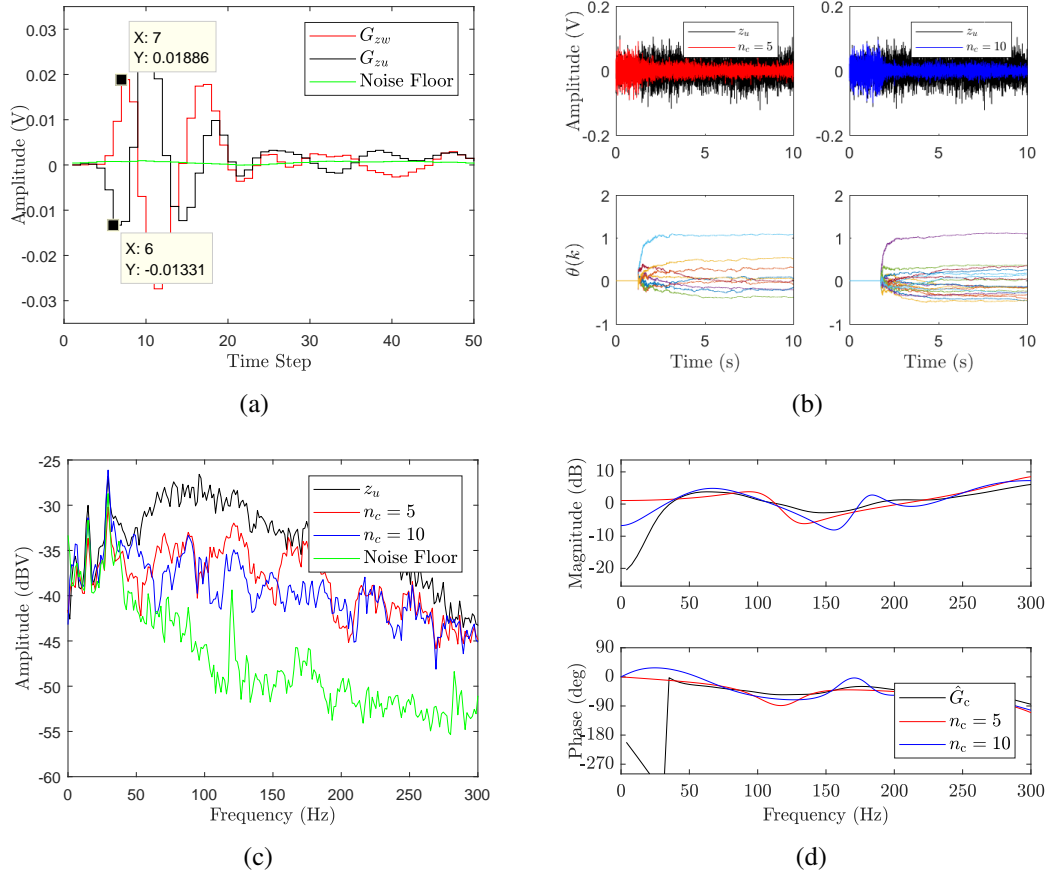 0.03
0.02
0.01
0
-0.01
-0.02
-0.03
0 10 20 30 40 50
Amplitude (V)
Time Step
X: 7
Y: 0.01886
X: 6
Y: -0.01331
G_{zw}
G_{zu}
Noise Floor
(a)
0.2
0
-0.2
0 5 10
Amplitude (V)
z_u
n_c = 5
0.2
0
-0.2
0 5 10
z_u
n_c = 10
2
1
0
-1
0 5 10
θ(k)
Time (s)
2
1
0
-1
0 5 10
Time (s)
(b)
-25
-30
-35
-40
-45
-50
-55
-60
0 50 100 150 200 250 300
Amplitude (dBV)
Frequency (Hz)
z_u
n_c = 5
n_c = 10
Noise Floor
(c)
10
0
-10
-20
0 50 100 150 200 250 300
Magnitude (dB)
90
0
-90
-180
-270
0 50 100 150 200 250 300
Phase (deg)
Frequency (Hz)
Ĝ_c
n_c = 5
n_c = 10
(d)